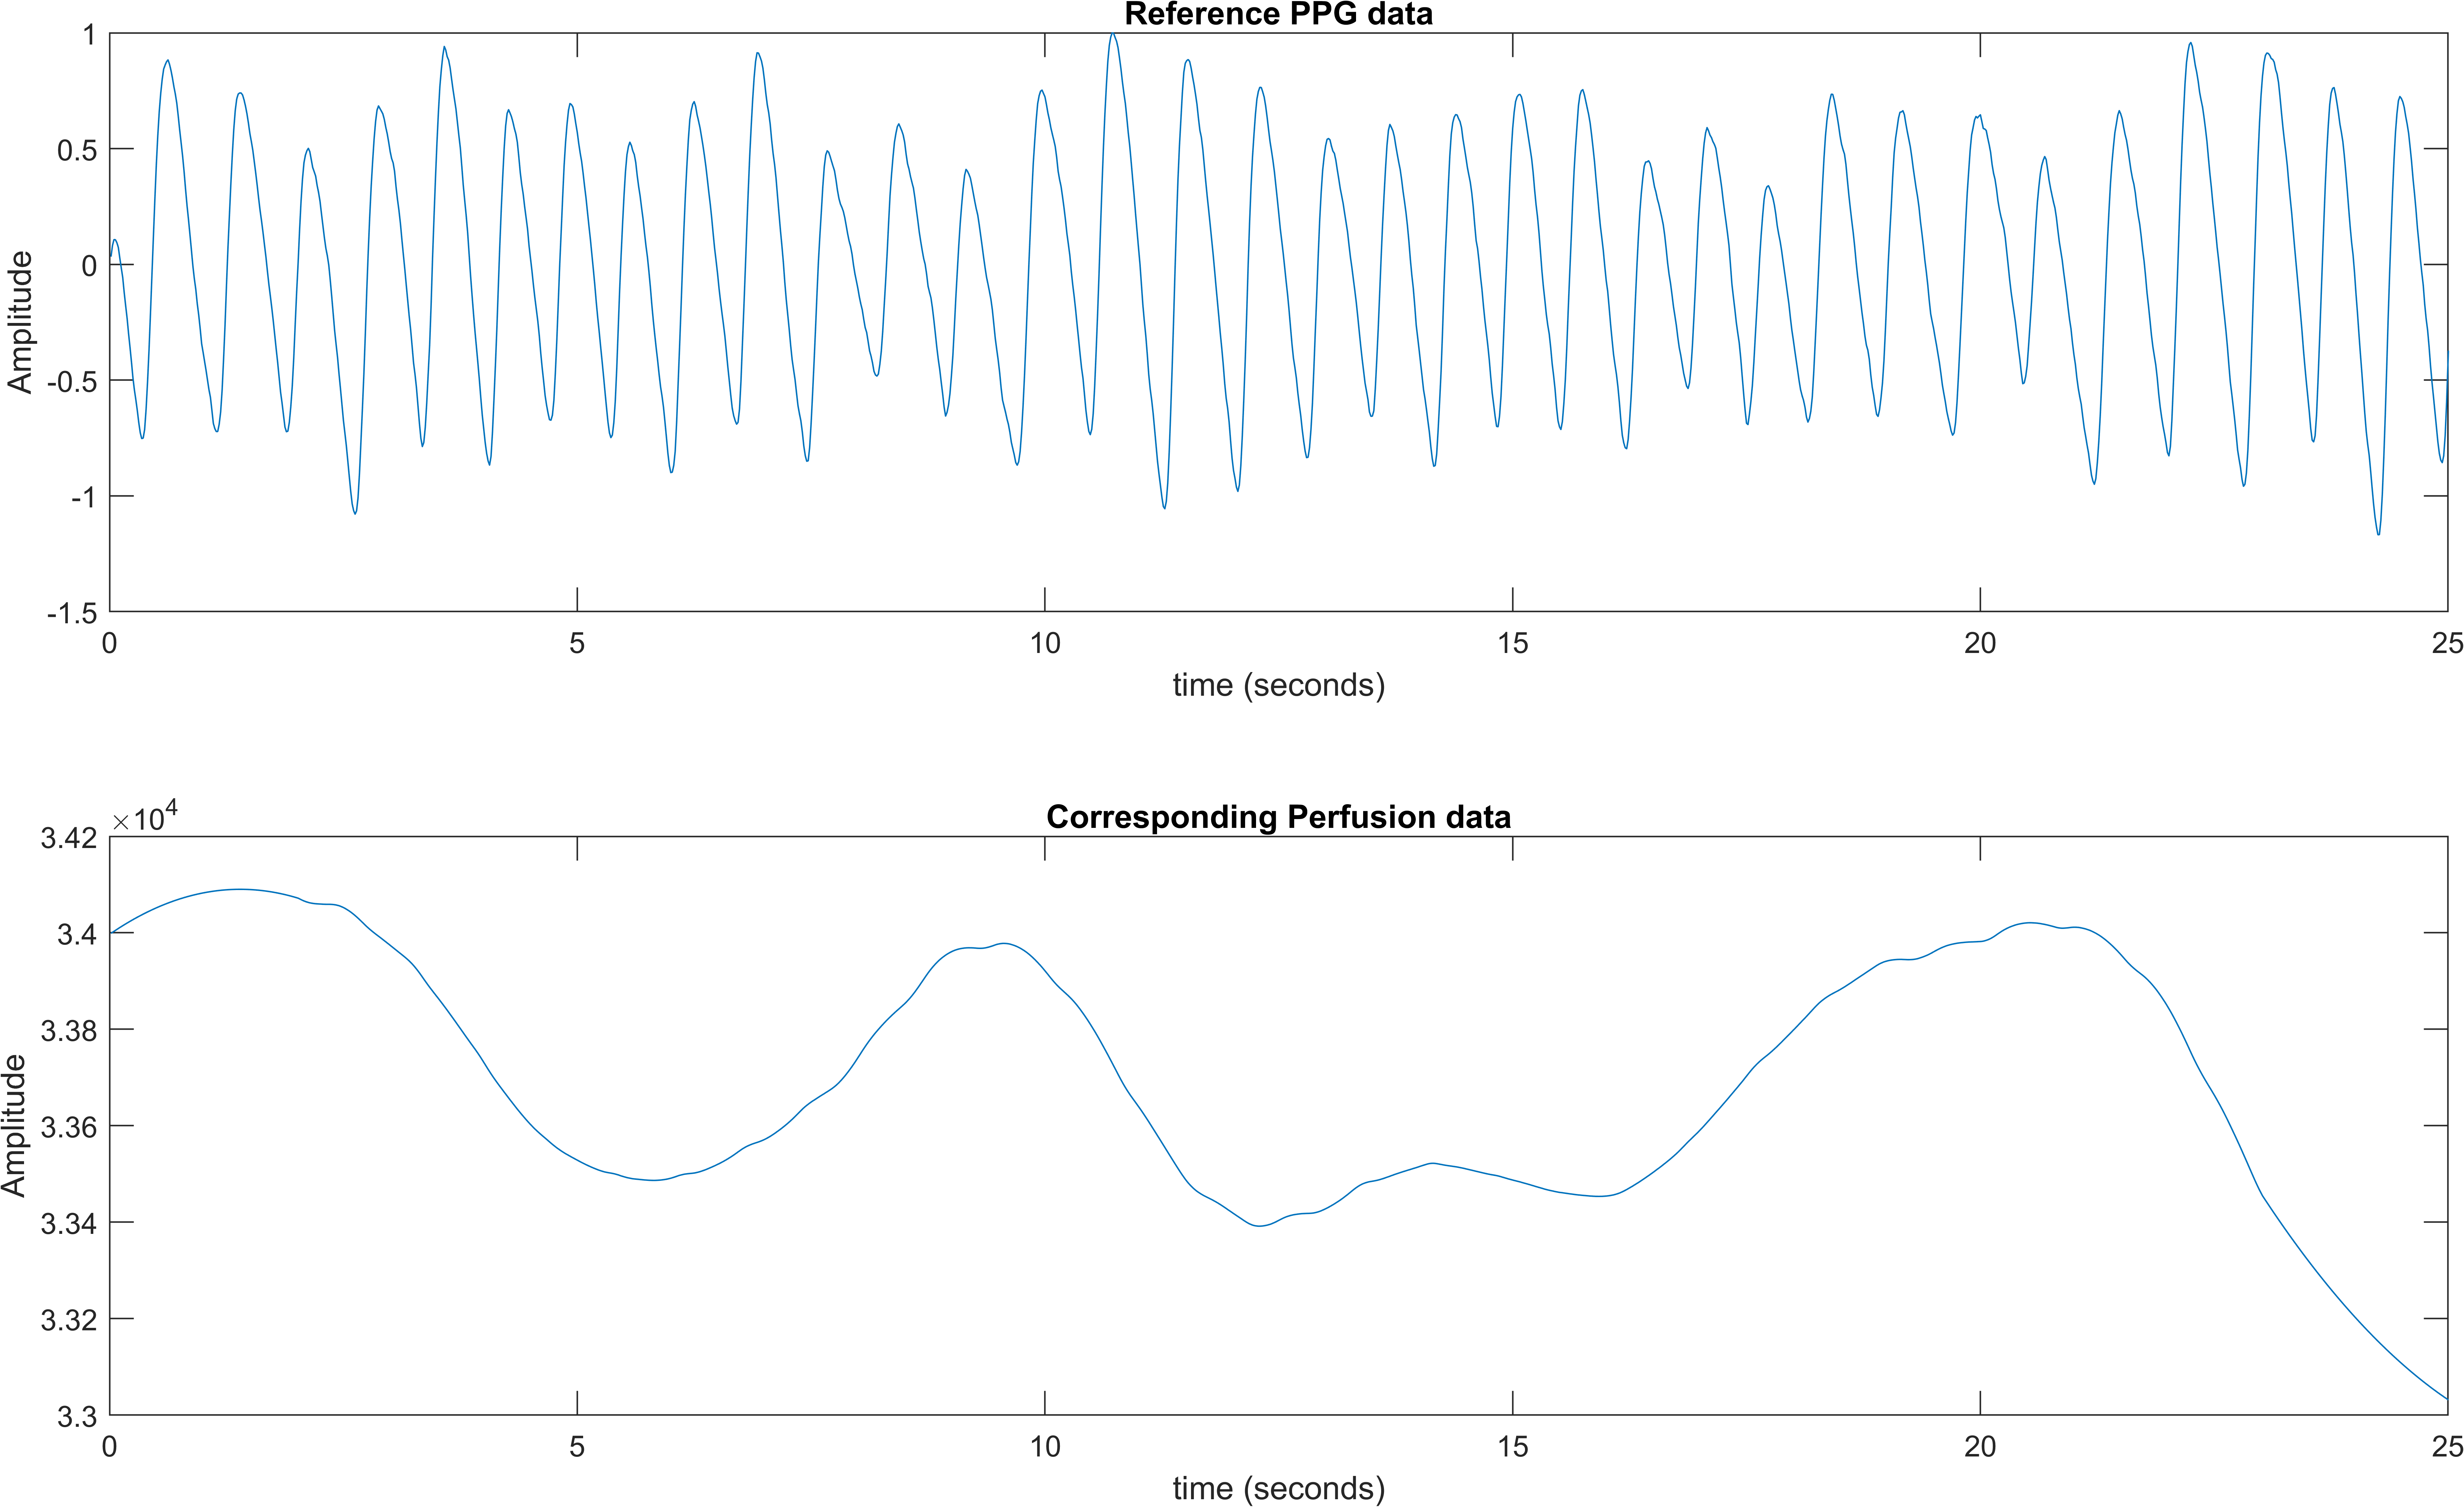 Reference PPG data
1
0.5
0
-0.5
-1
-1.5
Amplitude
0 5 10 15 20 25
time (seconds)
Corresponding Perfusion data
×10⁴
3.42
3.4
3.38
3.36
3.34
3.32
3.3
Amplitude
0 5 10 15 20 25
time (seconds)